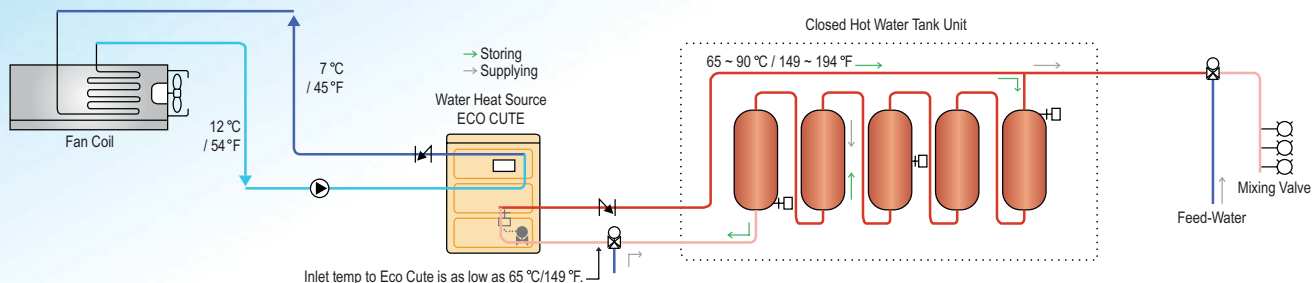 Closed Hot Water Tank Unit
7 °C
/ 45 °F
→ Storing
→ Supplying
65 ~ 90 °C / 149 ~ 194 °F
Water Heat Source
ECO CUTE
12 °C
/ 54 °F
Fan Coil
Mixing Valve
Feed-Water
Inlet temp to Eco Cute is as low as 65 °C/149 °F.